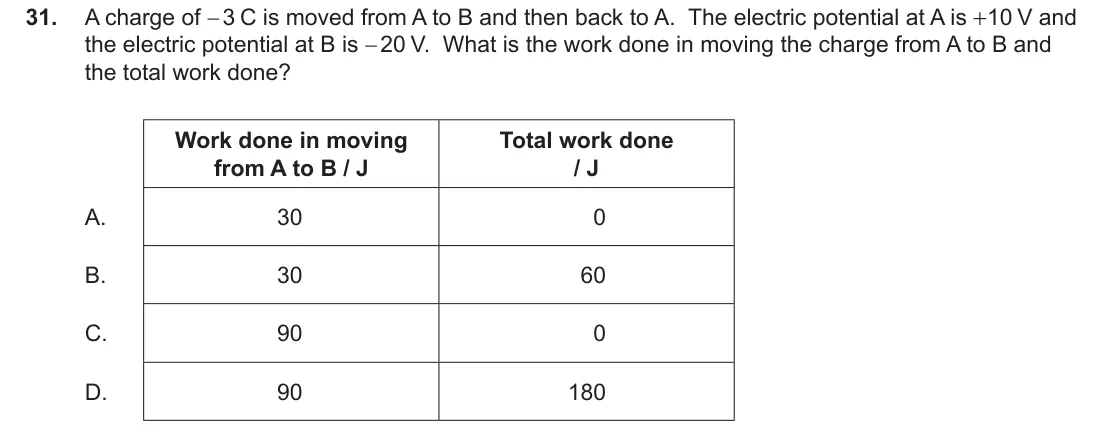 31. A charge of –3 C is moved from A to B and then back to A. The electric potential at A is +10 V and
the electric potential at B is –20 V. What is the work done in moving the charge from A to B and
the total work done?
Work done in moving from A to B / J Total work done / J
A. 30 0
B. 30 60
C. 90 0
D. 90 180